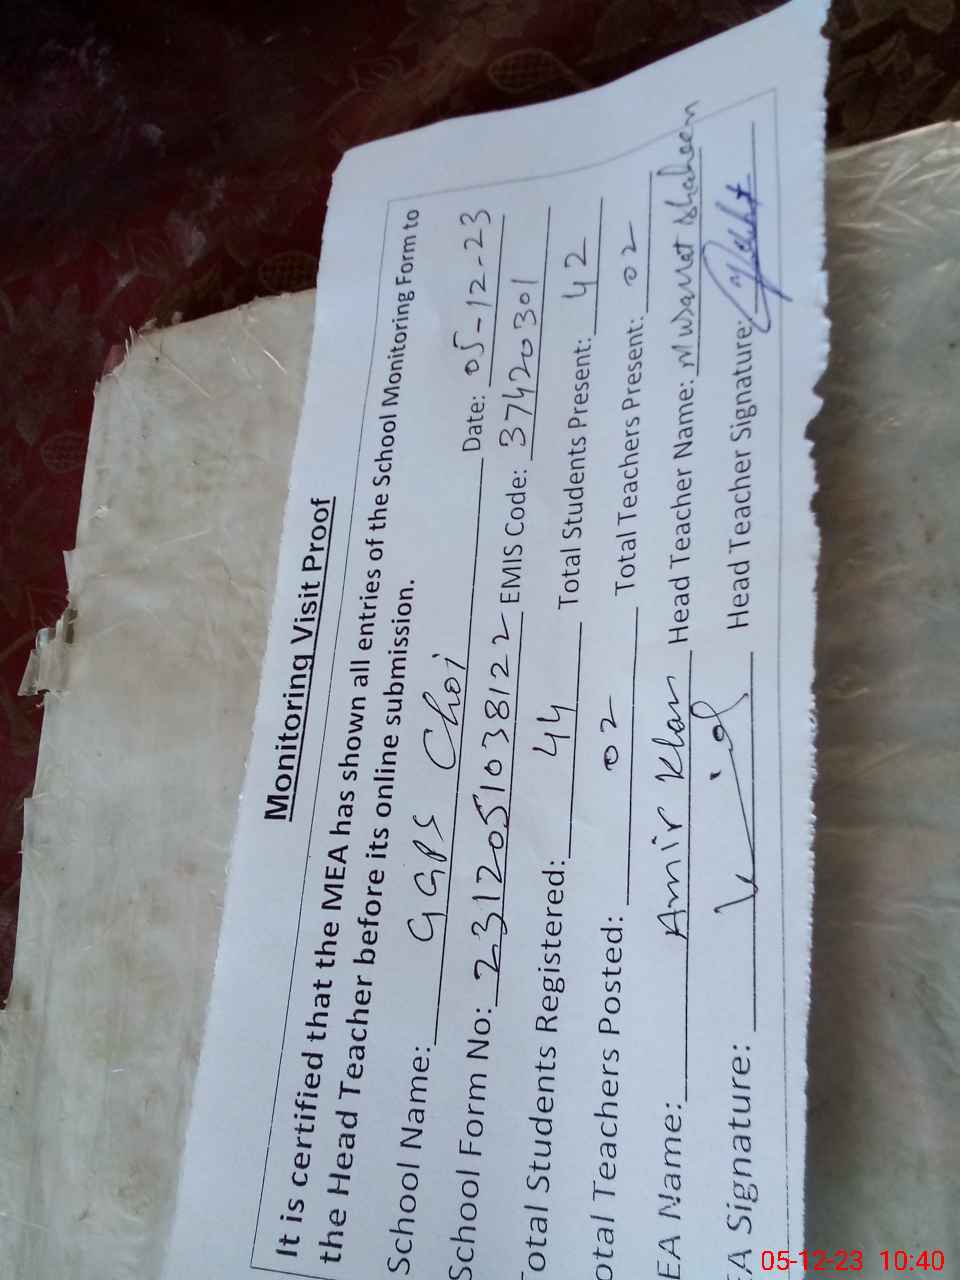 Monitoring Visit Proof
It is certified that the MEA has shown all entries of the School Monitoring Form to
the Head Teacher before its online submission.
School Name: GGPS Choi Date: 05-12-23
School Form No: 2312051038122 EMIS Code: 37420301
Total Students Registered: 44 Total Students Present: 42
otal Teachers Posted: 02 Total Teachers Present: 02
EA Name: Amir Khan Head Teacher Name: Musarrat Shaheen
EA Signature: Head Teacher Signature:
05-12-23 10:40